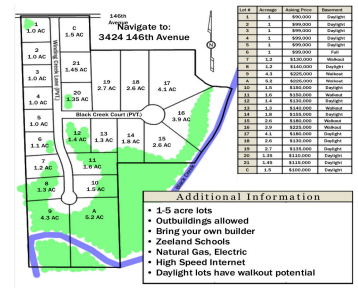 146th
Avenue
Navigate to:
3424 146th Avenue
N
1
1.0 AC
2
1.0 AC
3
1.0 AC
4
1.0 AC
5
1.0 AC
6
1.1 AC
7
1.2 AC
8
1.3 AC
9
4.3 AC
A
5.2 AC
10
1.5 AC
11
1.6 AC
12
1.4 AC
13
1.3 AC
14
1.8 AC
15
2.6 AC
16
3.9 AC
17
4.1 AC
18
2.6 AC
19
2.7 AC
20
1.35 AC
21
1.45 AC
C
1.5 AC
Black Creek Court (PVT.)
Black Creek
Lot # Acreage Asking Price Basement
1 1 $90,000 Daylight
2 1 $99,000 Daylight
3 1 $99,000 Daylight
4 1 $99,000 Daylight
5 1 $99,000 Daylight
6 1 $99,000 Full
7 1.2 $130,000 Walkout
8 1.2 $140,000 Daylight
9 4.3 $225,000 Walkout
A 5.2 $225,000 Walkout
10 1.5 $150,000 Daylight
11 1.6 $150,000 Walkout
12 1.4 $130,000 Daylight
13 1.3 $140,000 Walkout
14 1.8 $155,000 Daylight
15 2.6 $180,000 Walkout
16 3.9 $225,000 Walkout
17 4.1 $180,000 Daylight
18 2.6 $130,000 Daylight
19 2.7 $135,000 Daylight
20 1.35 $110,000 Daylight
21 1.45 $115,000 Daylight
C 1.5 $100,000 Daylight
Additional Information
• 1-5 acre lots
• Outbuildings allowed
• Bring your own builder
• Zeeland Schools
• Natural Gas, Electric
• High Speed Internet
• Daylight lots have walkout potential